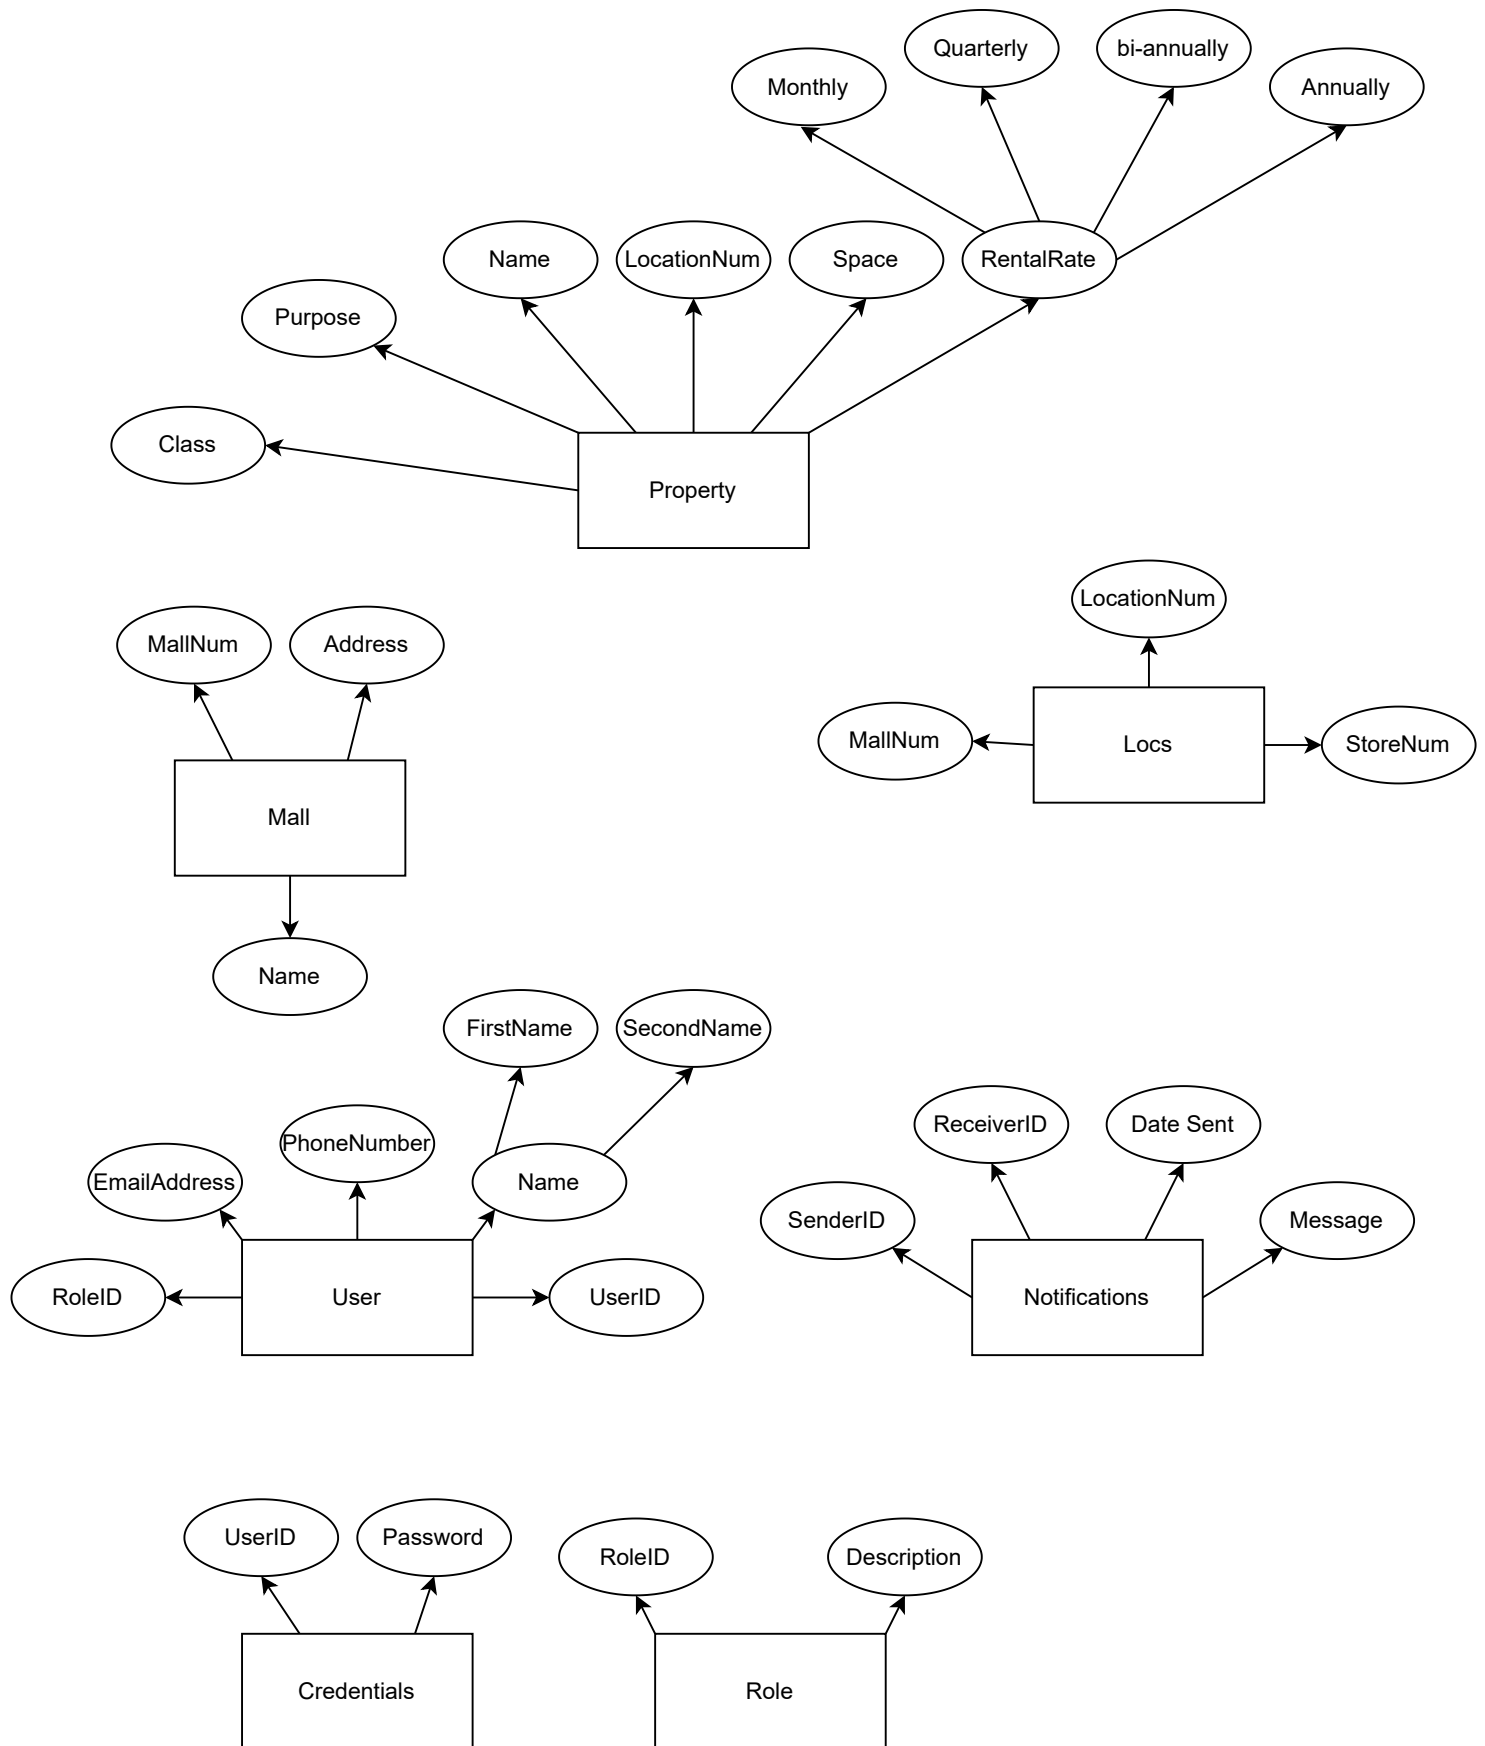 Quarterly
bi-annually
Monthly
Annually
Name
LocationNum
Space
RentalRate
Purpose
Class
Property
LocationNum
MallNum
Address
MallNum
Locs
StoreNum
Mall
Name
FirstName
SecondName
ReceiverID
Date Sent
PhoneNumber
EmailAddress
Name
SenderID
Message
RoleID
User
UserID
Notifications
UserID
Password
RoleID
Description
Credentials
Role